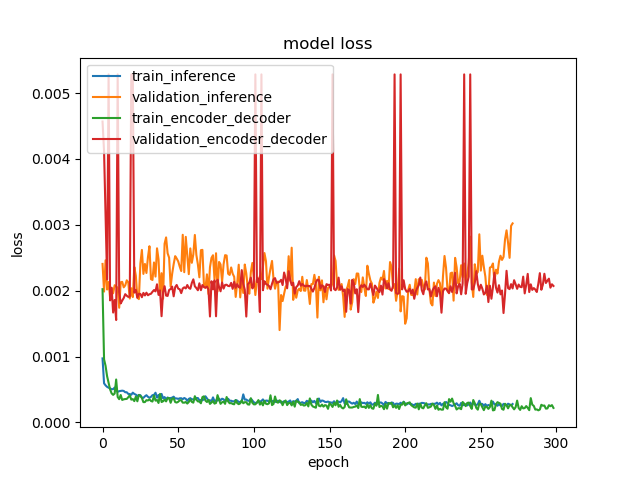 model loss
train_inference
validation_inference
train_encoder_decoder
validation_encoder_decoder
0.005
0.004
0.003
0.002
0.001
0.000
loss
0 50 100 150 200 250 300
epoch